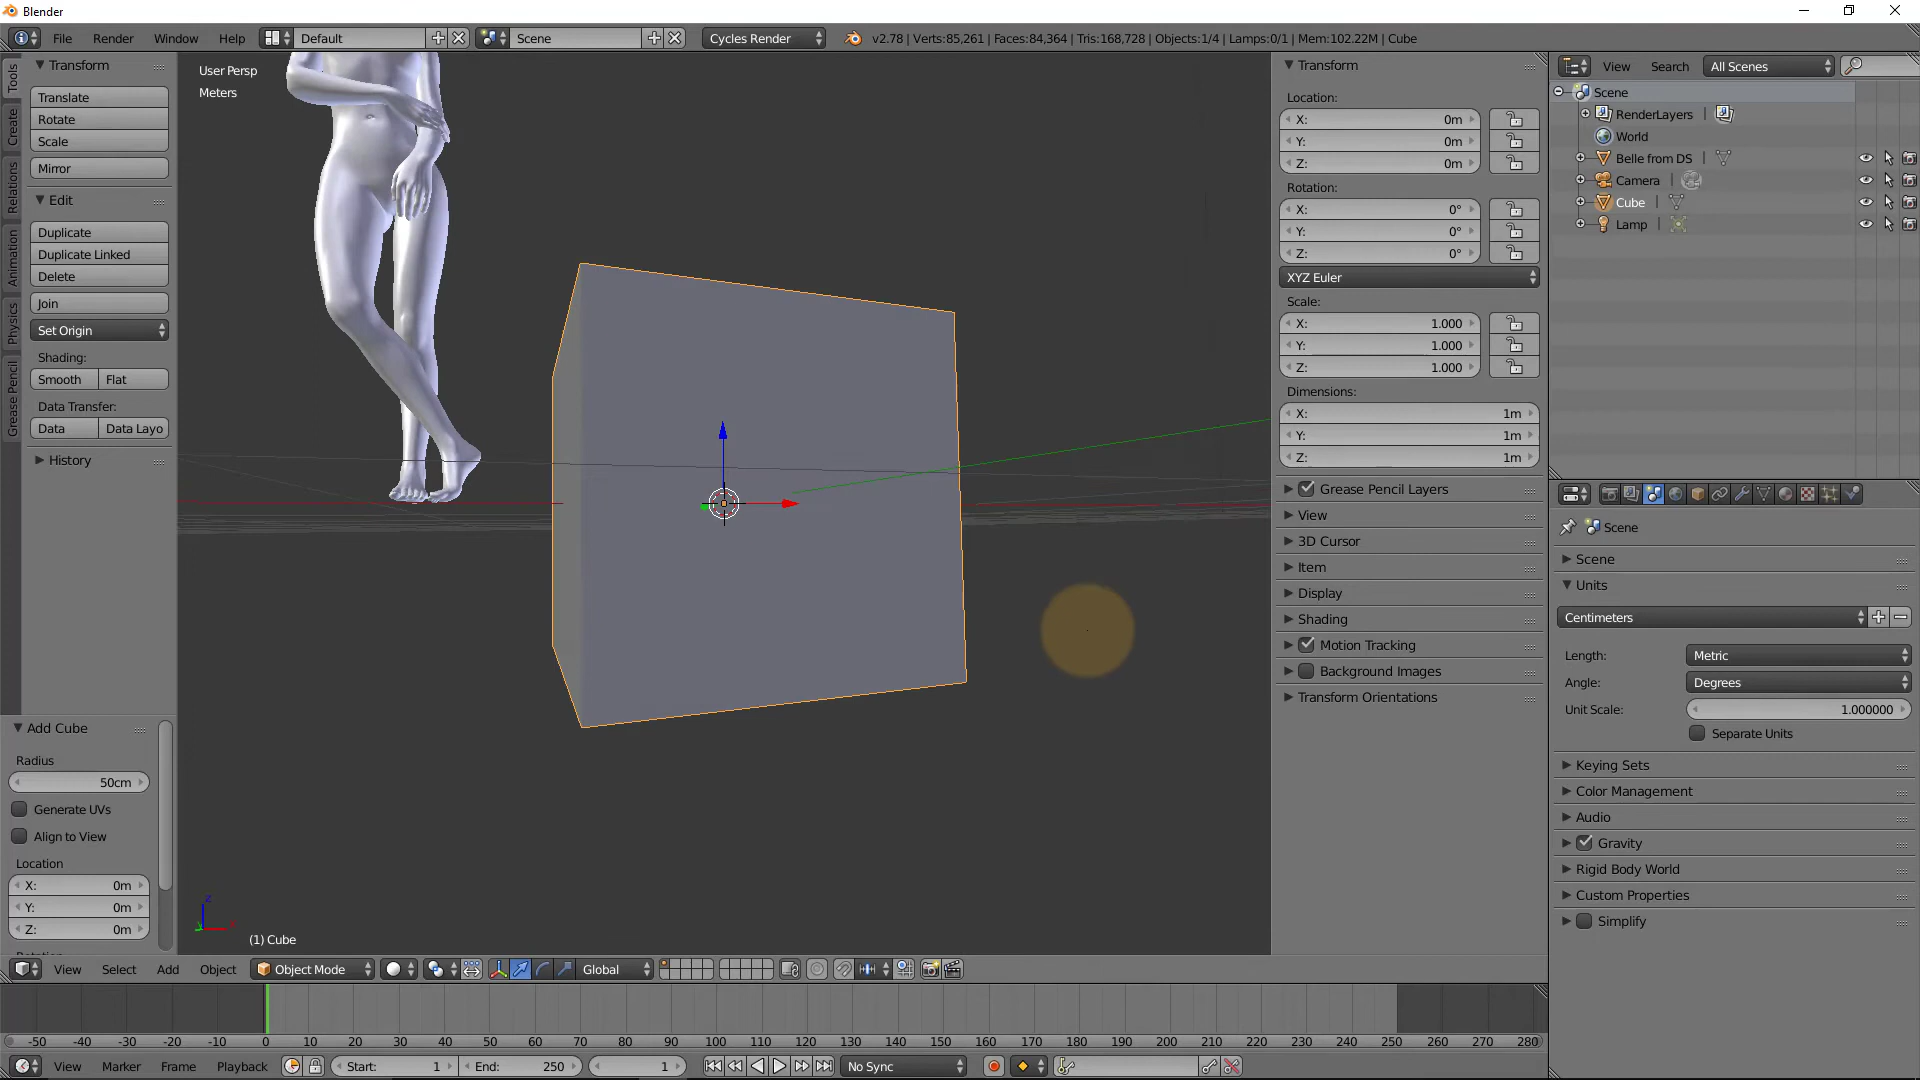 Blender
File Render Window Help Default Scene Cycles Render v2.78 | Verts:85,261 | Faces:84,364 | Tris:168,728 | Objects:1/4 | Lamps:0/1 | Mem:102.22M | Cube
Tools
Create
Relations
Animation
Physics
Grease Pencil
Transform
Translate
Rotate
Scale
Mirror
Edit
Duplicate
Duplicate Linked
Delete
Join
Set Origin
Shading:
Smooth Flat
Data Transfer:
Data Data Layo
History
Add Cube
Radius
50cm
Generate UVs
Align to View
Location
X: 0m
Y: 0m
Z: 0m
User Persp
Meters
(1) Cube
Transform
Location:
X: 0m
Y: 0m
Z: 0m
Rotation:
X: 0°
Y: 0°
Z: 0°
XYZ Euler
Scale:
X: 1.000
Y: 1.000
Z: 1.000
Dimensions:
X: 1m
Y: 1m
Z: 1m
Grease Pencil Layers
View
3D Cursor
Item
Display
Shading
Motion Tracking
Background Images
Transform Orientations
View Search All Scenes
Scene
RenderLayers
World
Belle from DS
Camera
Cube
Lamp
Scene
Scene
Units
Centimeters
Length: Metric
Angle: Degrees
Unit Scale: 1.000000
Separate Units
Keying Sets
Color Management
Audio
Gravity
Rigid Body World
Custom Properties
Simplify
View Select Add Object Object Mode Global
-50 -40 -30 -20 -10 0 10 20 30 40 50 60 70 80 90 100 110 120 130 140 150 160 170 180 190 200 210 220 230 240 250 260 270 280
View Marker Frame Playback Start: 1 End: 250 1 No Sync